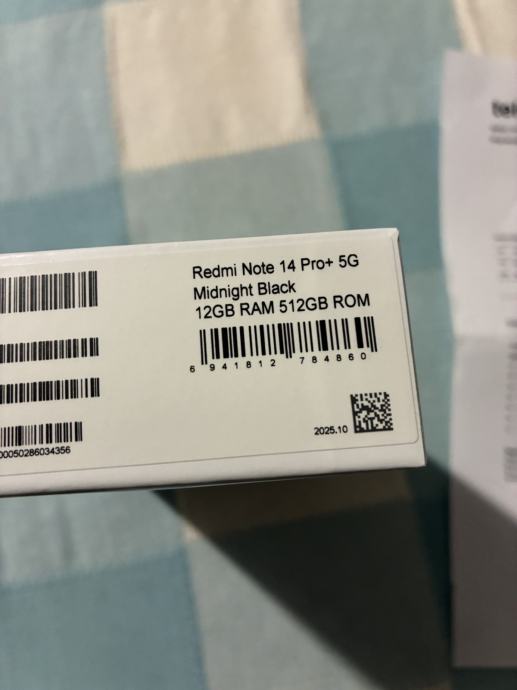 Redmi Note 14 Pro+ 5G
Midnight Black
12GB RAM 512GB ROM
6 941812 784860
2025.10
00050286034356